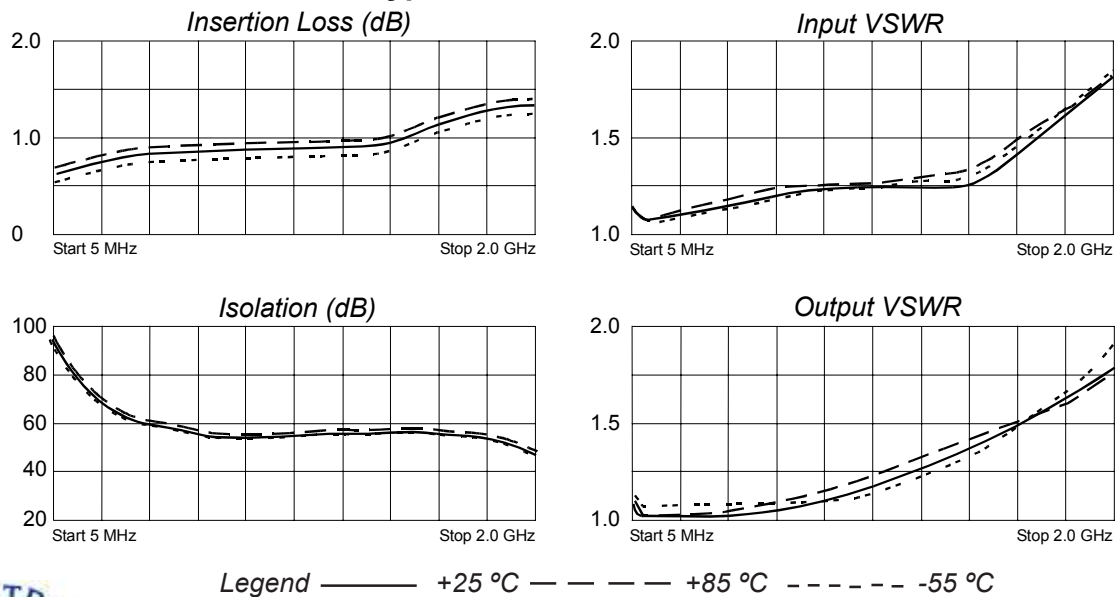 Insertion Loss (dB)
2.0
1.0
0
Start 5 MHz Stop 2.0 GHz
Input VSWR
2.0
1.5
1.0
Start 5 MHz Stop 2.0 GHz
Isolation (dB)
100
80
60
40
20
Start 5 MHz Stop 2.0 GHz
Output VSWR
2.0
1.5
1.0
Start 5 MHz Stop 2.0 GHz
Legend +25 ºC +85 ºC -55 ºC